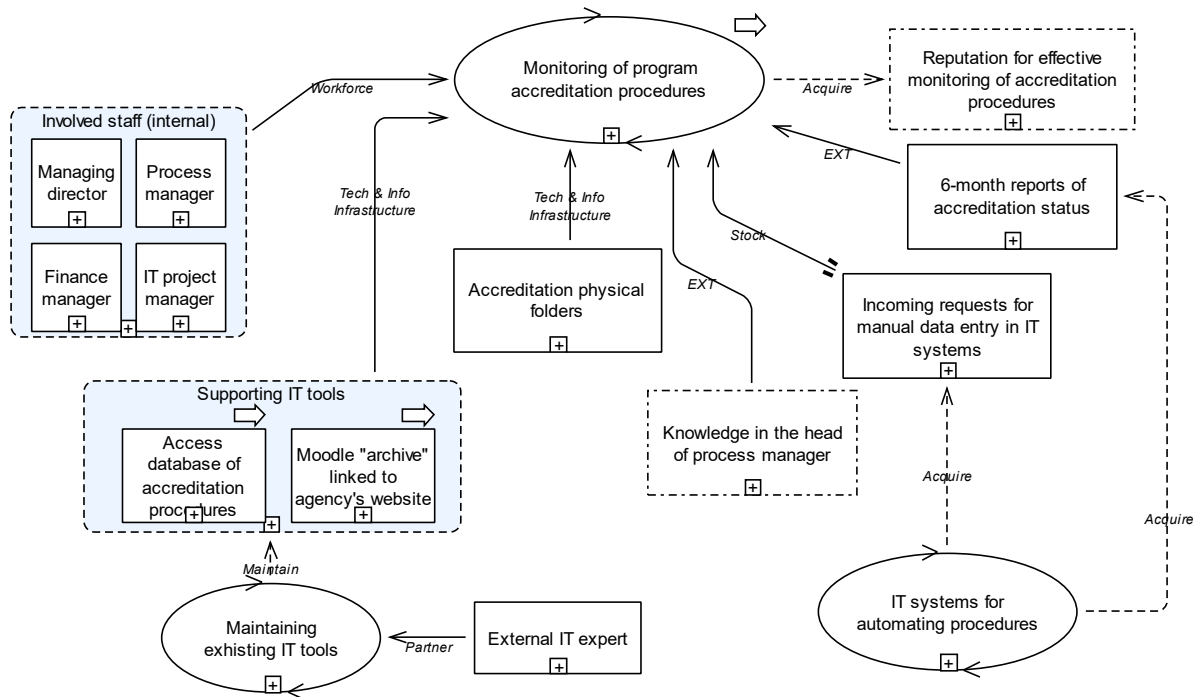 Monitoring of program
accreditation procedures
Reputation for effective
monitoring of accreditation
procedures
Acquire
Workforce
Involved staff (internal)
Managing
director
Process
manager
Finance
manager
IT project
manager
Tech & Info
Infrastructure
Tech & Info
Infrastructure
EXT
6-month reports of
accreditation status
Stock
EXT
Accreditation physical
folders
Incoming requests for
manual data entry in IT
systems
Supporting IT tools
Access
database of
accreditation
procedures
Moodle "archive"
linked to
agency's website
Knowledge in the head
of process manager
Acquire
Acquire
Maintain
Maintaining
exhisting IT tools
Partner
External IT expert
IT systems for
automating procedures